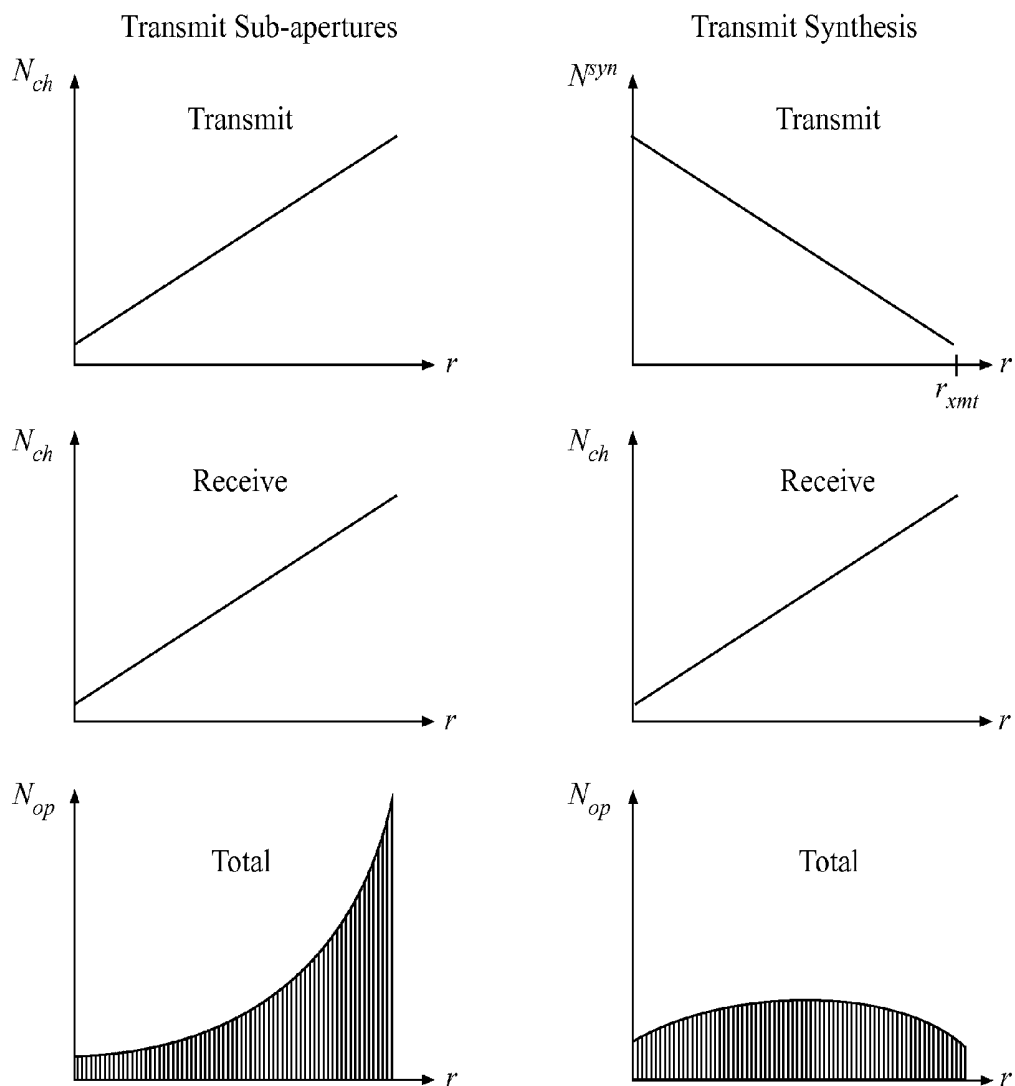 Transmit Sub-apertures
Transmit Synthesis
N_ch
Transmit
r
N^syn
Transmit
r
r_xmt
N_ch
Receive
r
N_ch
Receive
r
N_op
Total
r
N_op
Total
r